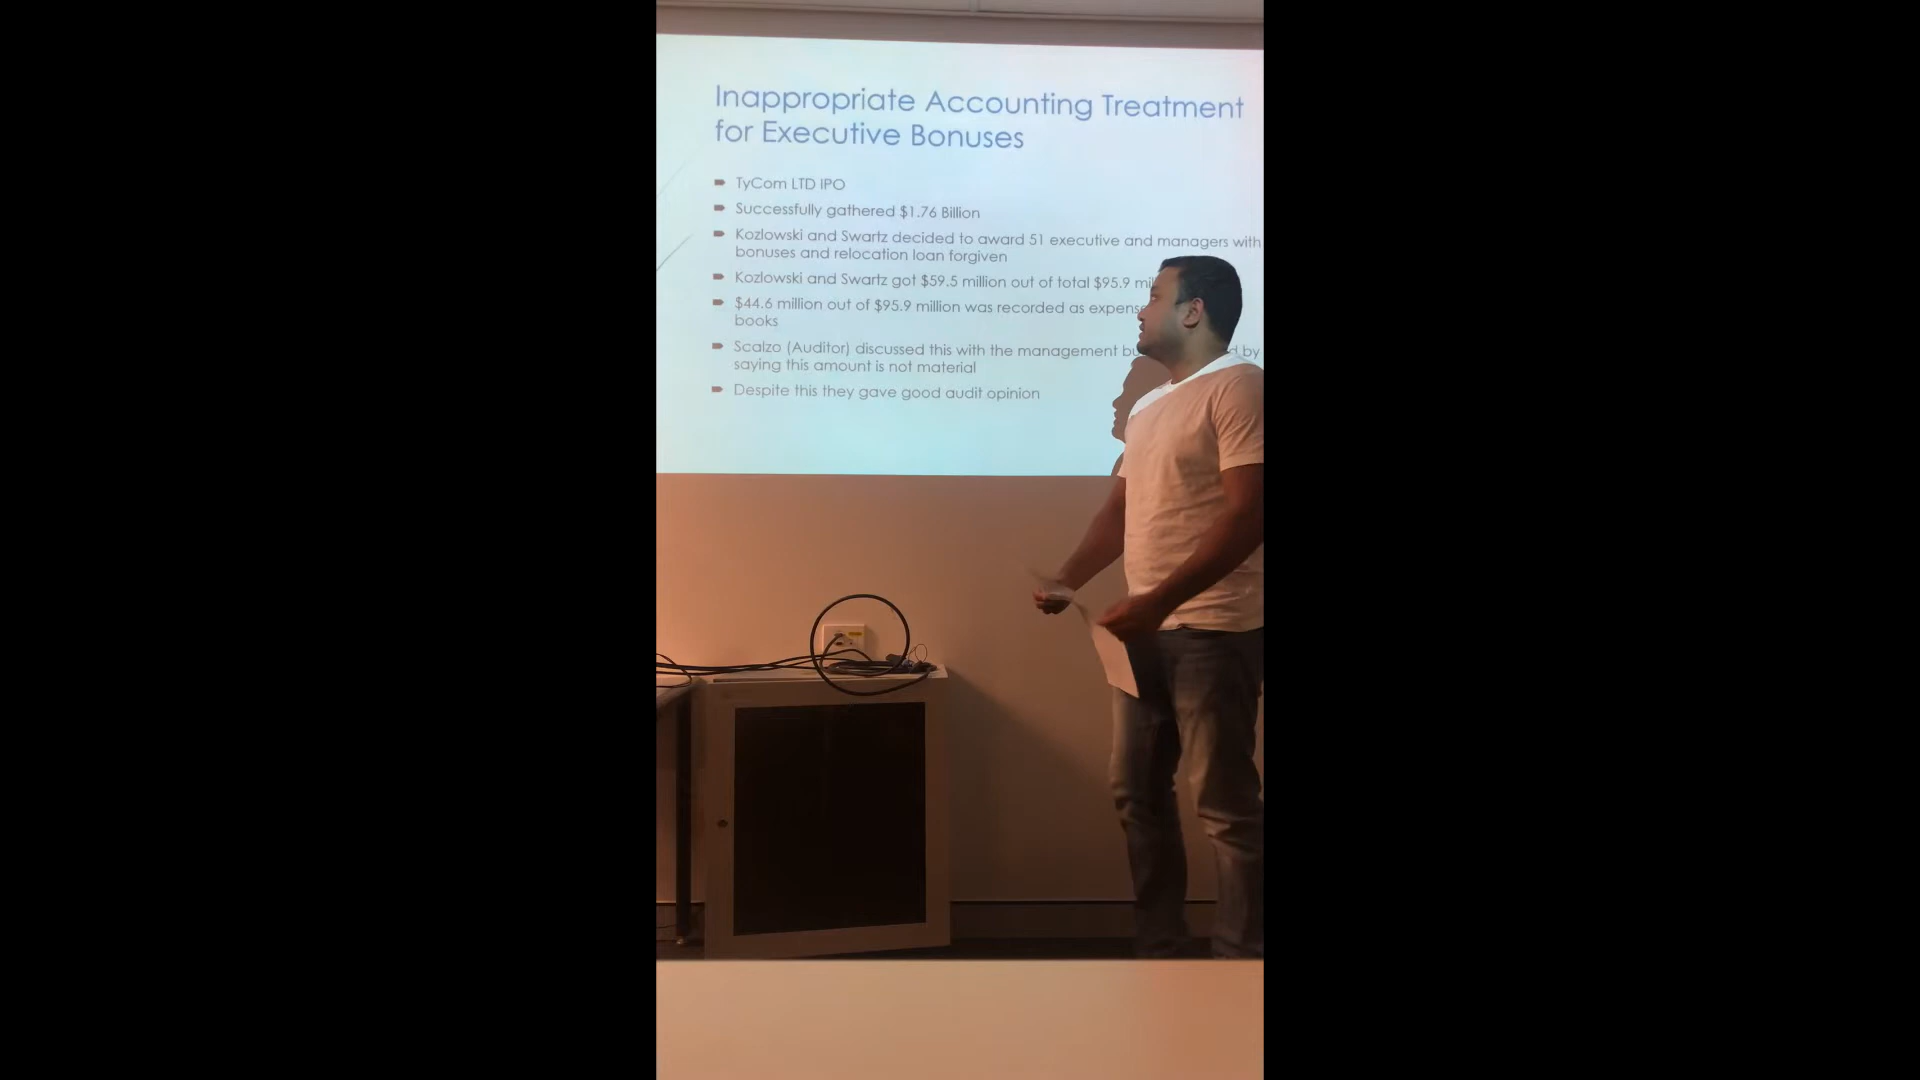 Inappropriate Accounting Treatment
for Executive Bonuses
TyCom LTD IPO
Successfully gathered $1.76 Billion
Kozlowski and Swartz decided to award 51 executive and managers with
bonuses and relocation loan forgiven
Kozlowski and Swartz got $59.5 million out of total $95.9
$44.6 million out of $95.9 million was recorded as
books
Scalzo (Auditor) discussed this with the management by
saying this amount is not material
Despite this they gave good audit opinion